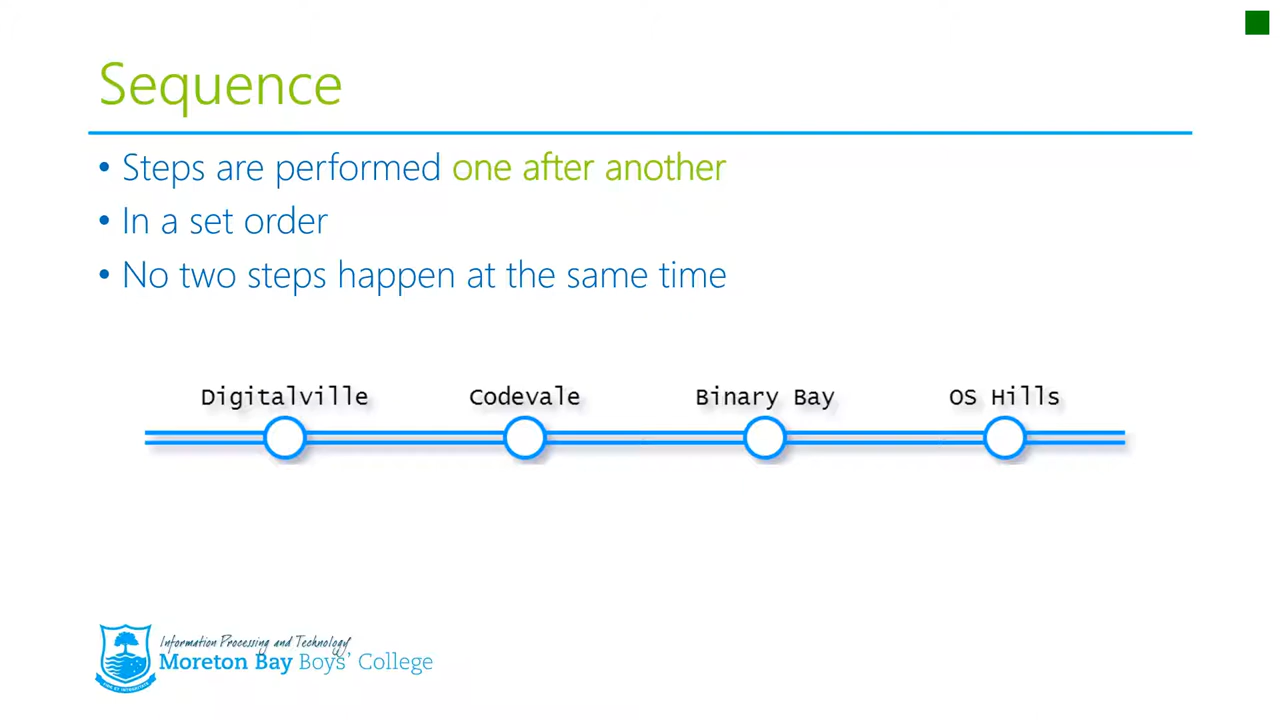 Sequence
• Steps are performed one after another
• In a set order
• No two steps happen at the same time
Digitalville Codevale Binary Bay OS Hills
Information Processing and Technology
Moreton Bay Boys' College